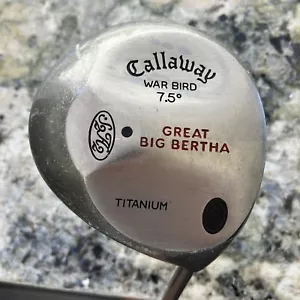 Callaway
WAR BIRD
7.5°
GREAT
BIG BERTHA
TITANIUM